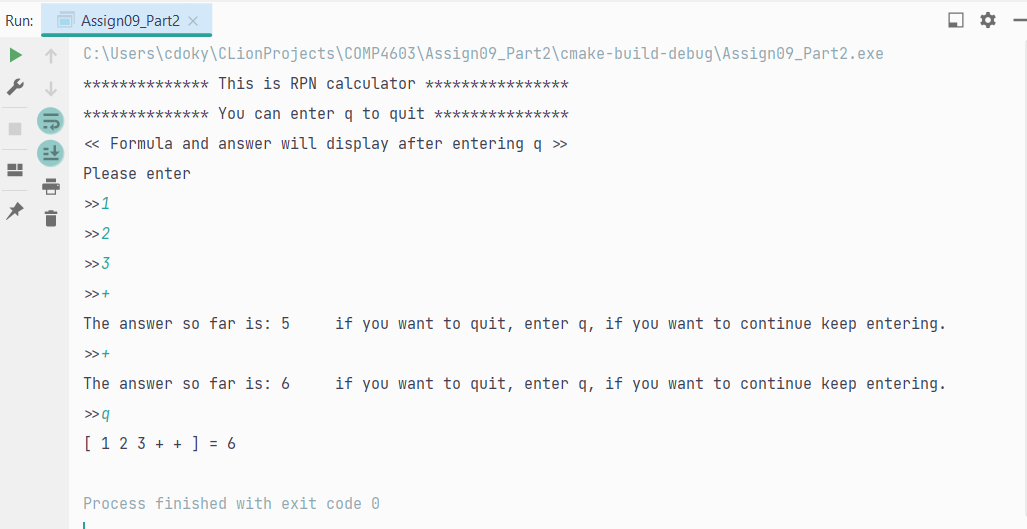 Run: Assign09_Part2
C:\Users\cdoky\CLionProjects\COMP4603\Assign09_Part2\cmake-build-debug\Assign09_Part2.exe
************** This is RPN calculator ****************
************** You can enter q to quit ***************
<< Formula and answer will display after entering q >>
Please enter
>>1
>>2
>>3
>>+
The answer so far is: 5     if you want to quit, enter q, if you want to continue keep entering.
>>+
The answer so far is: 6     if you want to quit, enter q, if you want to continue keep entering.
>>q
[ 1 2 3 + + ] = 6
Process finished with exit code 0